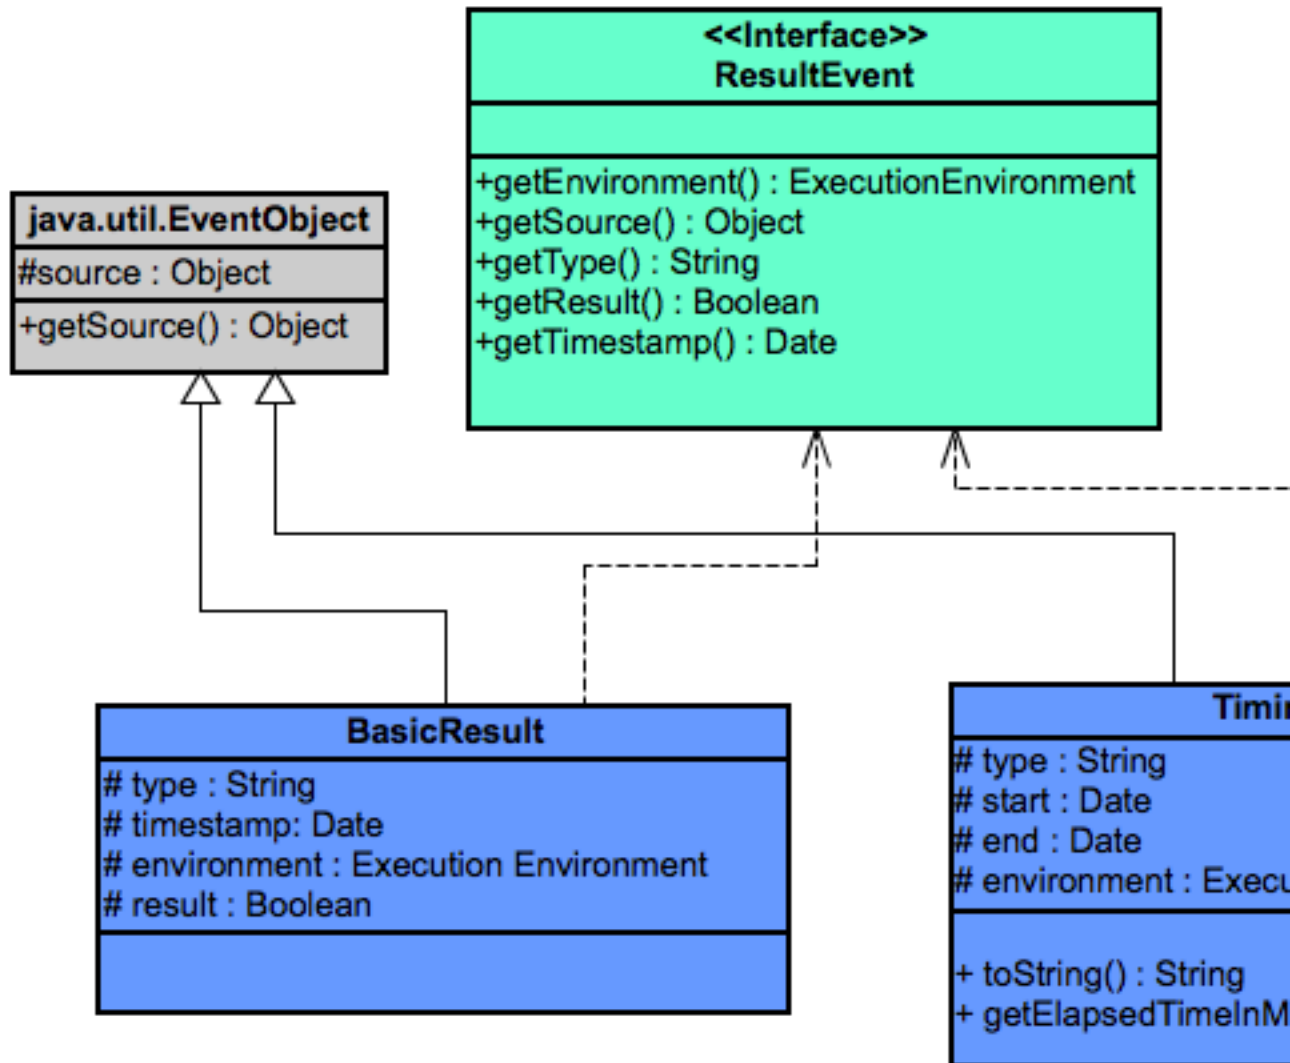 <<Interface>>
ResultEvent
+getEnvironment() : ExecutionEnvironment
+getSource() : Object
+getType() : String
+getResult() : Boolean
+getTimestamp() : Date
java.util.EventObject
#source : Object
+getSource() : Object
BasicResult
# type : String
# timestamp: Date
# environment : Execution Environment
# result : Boolean
# type : String
# start : Date
# end : Date
# environment :
+ toString() : String
+